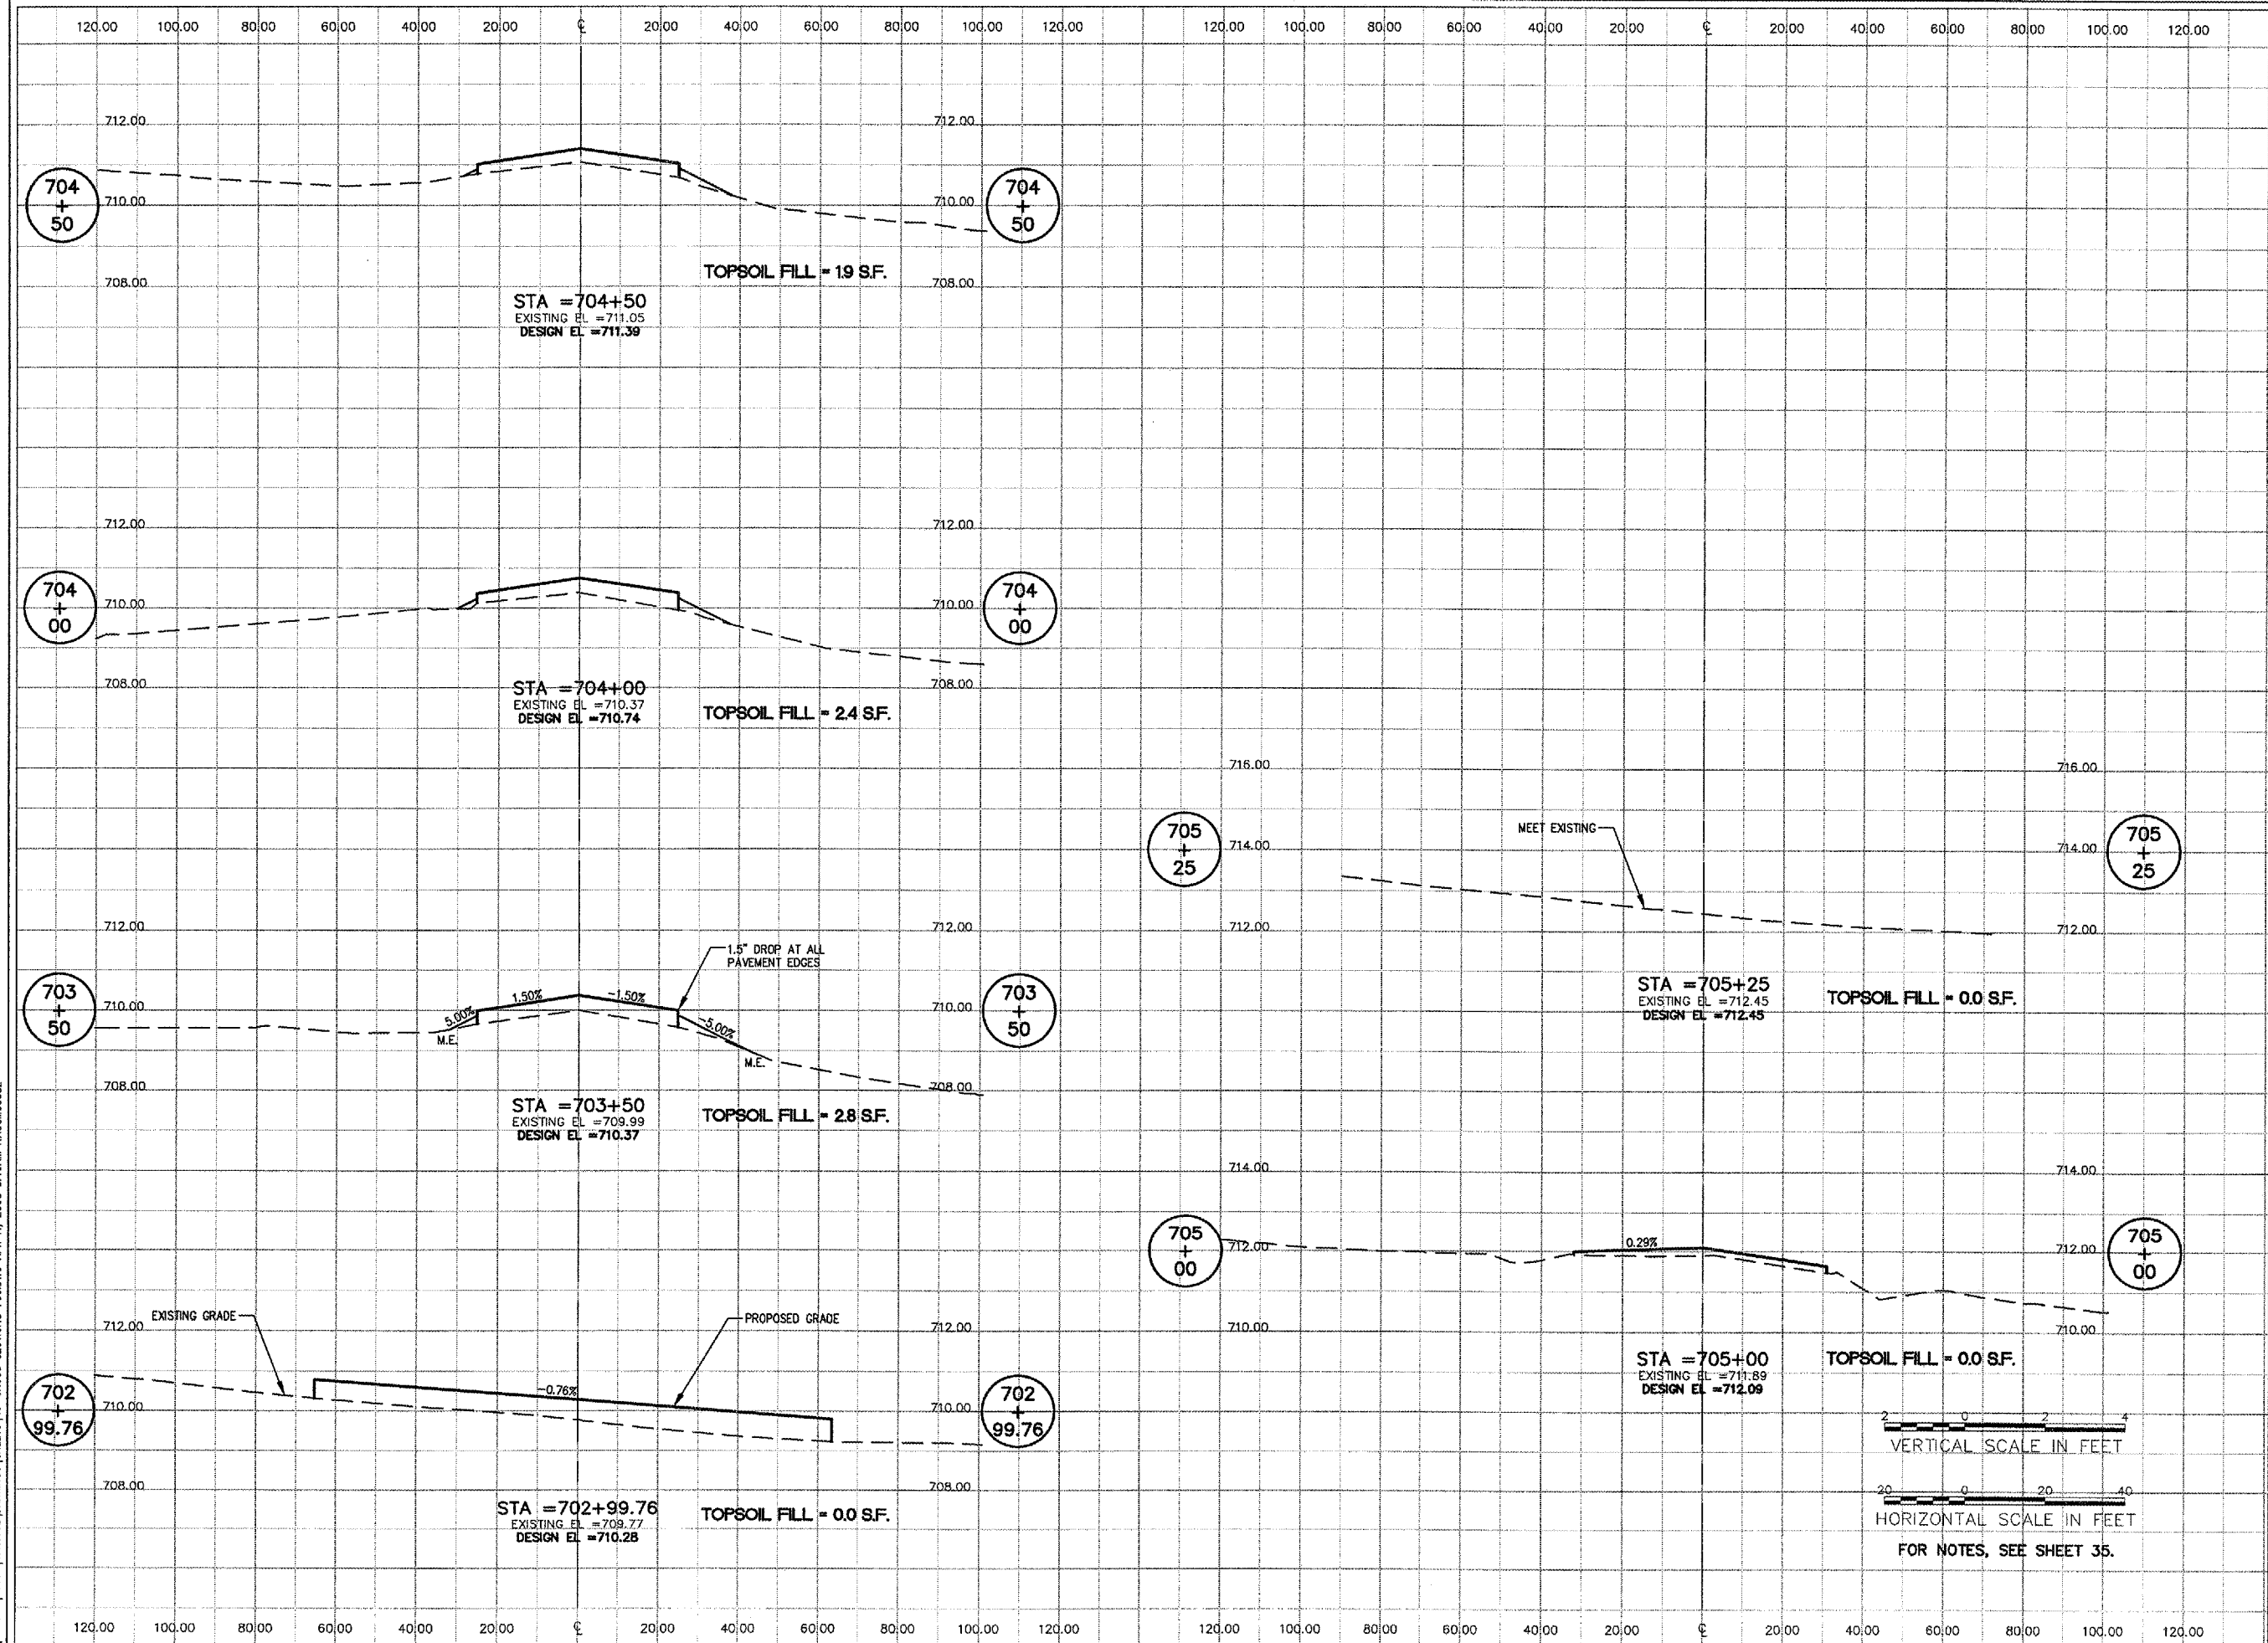 120.00 100.00 80.00 60.00 40.00 20.00 ℄ 20.00 40.00 60.00 80.00 100.00 120.00 100.00 80.00 60.00 40.00 20.00 ℄ 20.00 40.00 60.00 80.00 100.00 120.00
712.00 712.00
704+50 710.00 710.00 704+50
708.00 708.00
TOPSOIL FILL = 1.9 S.F.
STA =704+50
EXISTING EL =711.05
DESIGN EL =711.39
712.00 712.00
704+00 710.00 710.00 704+00
708.00 708.00
STA =704+00
EXISTING EL =710.37
DESIGN EL =710.74
TOPSOIL FILL = 2.4 S.F.
712.00 712.00
1.5" DROP AT ALL
PAVEMENT EDGES
703+50 710.00 710.00 703+50
5.00% 1.50% -1.50% -5.00%
M.E. M.E.
708.00 708.00
STA =703+50
EXISTING EL =709.99
DESIGN EL =710.37
TOPSOIL FILL = 2.8 S.F.
EXISTING GRADE
PROPOSED GRADE
712.00 712.00
-0.76%
702+99.76 710.00 710.00 702+99.76
708.00 708.00
STA =702+99.76
EXISTING EL =709.77
DESIGN EL =710.28
TOPSOIL FILL = 0.0 S.F.
716.00 716.00
MEET EXISTING
705+25 714.00 714.00 705+25
712.00 712.00
STA =705+25
EXISTING EL =712.45
DESIGN EL =712.45
TOPSOIL FILL = 0.0 S.F.
714.00 714.00
0.29%
705+00 712.00 712.00 705+00
710.00 710.00
STA =705+00
EXISTING EL =711.89
DESIGN EL =712.09
TOPSOIL FILL = 0.0 S.F.
2 0 2 4
VERTICAL SCALE IN FEET
20 0 20 40
HORIZONTAL SCALE IN FEET
FOR NOTES, SEE SHEET 35.
120.00 100.00 80.00 60.00 40.00 20.00 ℄ 20.00 40.00 60.00 80.00 100.00 120.00 120.00 100.00 80.00 60.00 40.00 20.00 ℄ 20.00 40.00 60.00 80.00 100.00 120.00